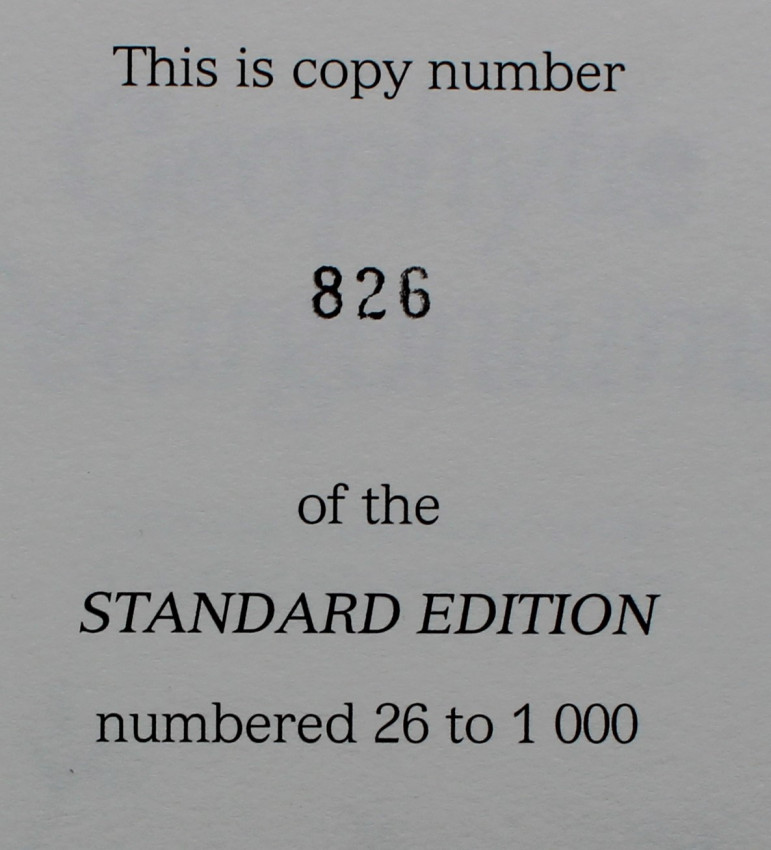 This is copy number
826
of the
STANDARD EDITION
numbered 26 to 1 000